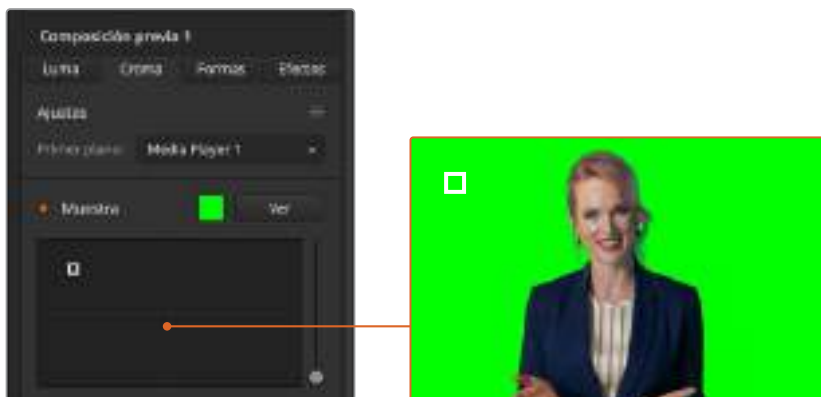 Composición previa 1
Luma Croma Formas Efectos
Ajustes
Primer plano: Media Player 1
Muestra Ver